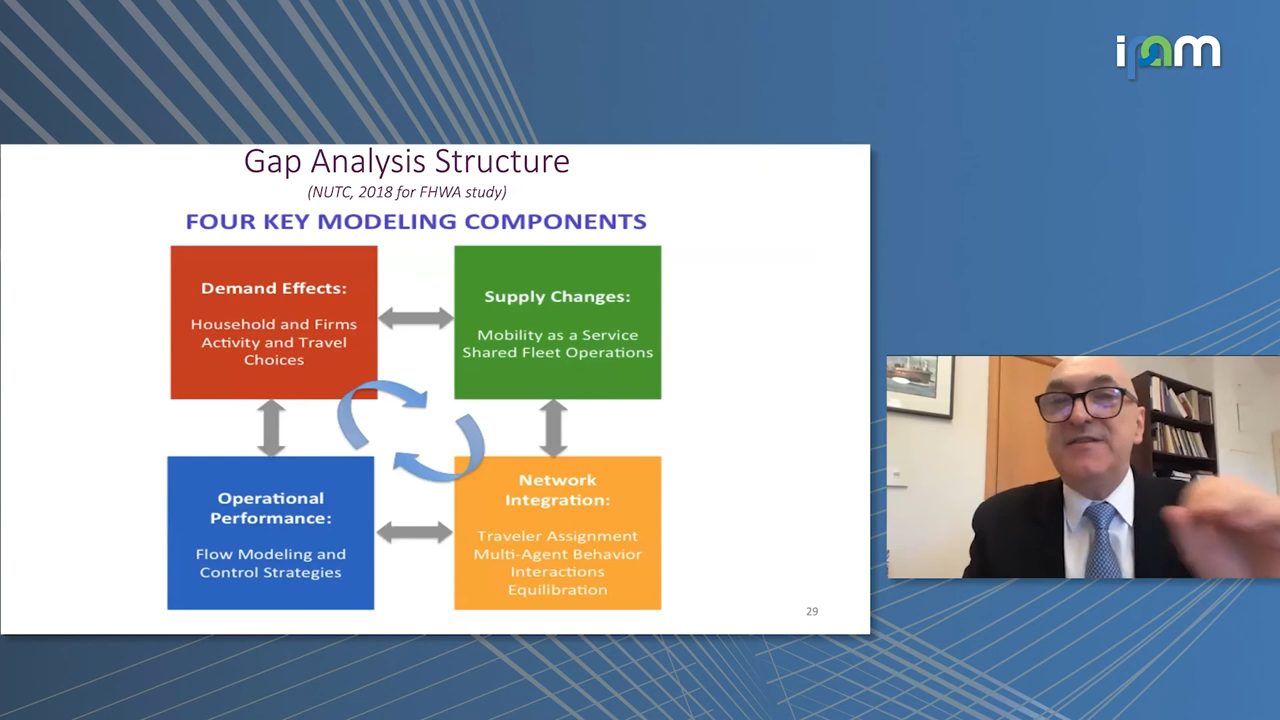 ipam
Gap Analysis Structure
(NUTC, 2018 for FHWA study)
FOUR KEY MODELING COMPONENTS
Demand Effects:
Household and Firms
Activity and Travel
Choices
Supply Changes:
Mobility as a Service
Shared Fleet Operations
Operational
Performance:
Flow Modeling and
Control Strategies
Network
Integration:
Traveler Assignment
Multi-Agent Behavior
Interactions
Equilibration
29